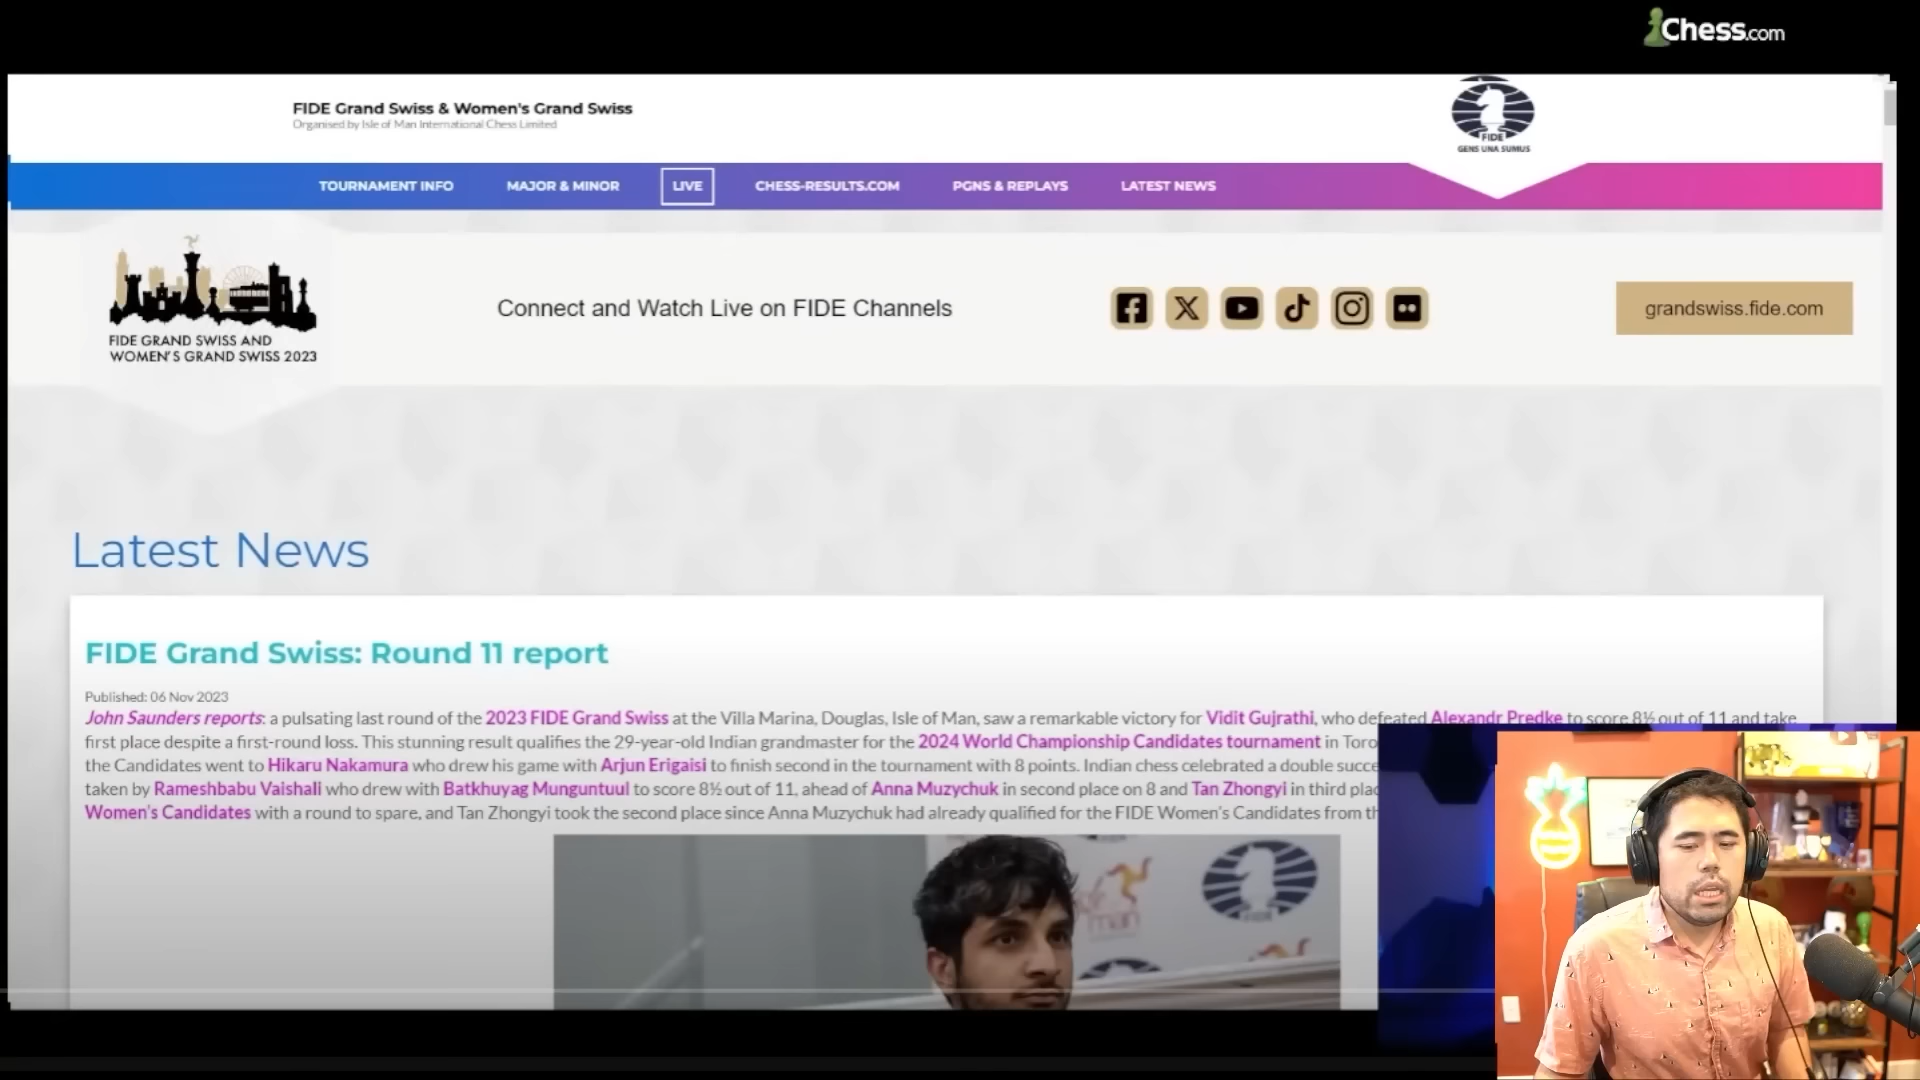 Chess.com
FIDE Grand Swiss & Women's Grand Swiss
Organised by Isle of Man International Chess Limited
FIDE
GENS UNA SUMUS
TOURNAMENT INFO
MAJOR & MINOR
LIVE
CHESS-RESULTS.COM
PGNS & REPLAYS
LATEST NEWS
FIDE GRAND SWISS AND
WOMEN'S GRAND SWISS 2023
Connect and Watch Live on FIDE Channels
grandswiss.fide.com
Latest News
FIDE Grand Swiss: Round 11 report
Published: 06 Nov 2023
John Saunders reports: a pulsating last round of the 2023 FIDE Grand Swiss at the Villa Marina, Douglas, Isle of Man, saw a remarkable victory for Vidit Gujrathi, who defeated Alexandr Predke to score 8½ out of 11 and take
first place despite a first-round loss. This stunning result qualifies the 29-year-old Indian grandmaster for the 2024 World Championship Candidates tournament in Toro
the Candidates went to Hikaru Nakamura who drew his game with Arjun Erigaisi to finish second in the tournament with 8 points. Indian chess celebrated a double succe
taken by Rameshbabu Vaishali who drew with Batkhuyag Munguntuul to score 8½ out of 11, ahead of Anna Muzychuk in second place on 8 and Tan Zhongyi in third plac
Women's Candidates with a round to spare, and Tan Zhongyi took the second place since Anna Muzychuk had already qualified for the FIDE Women's Candidates from th
man
FIDE